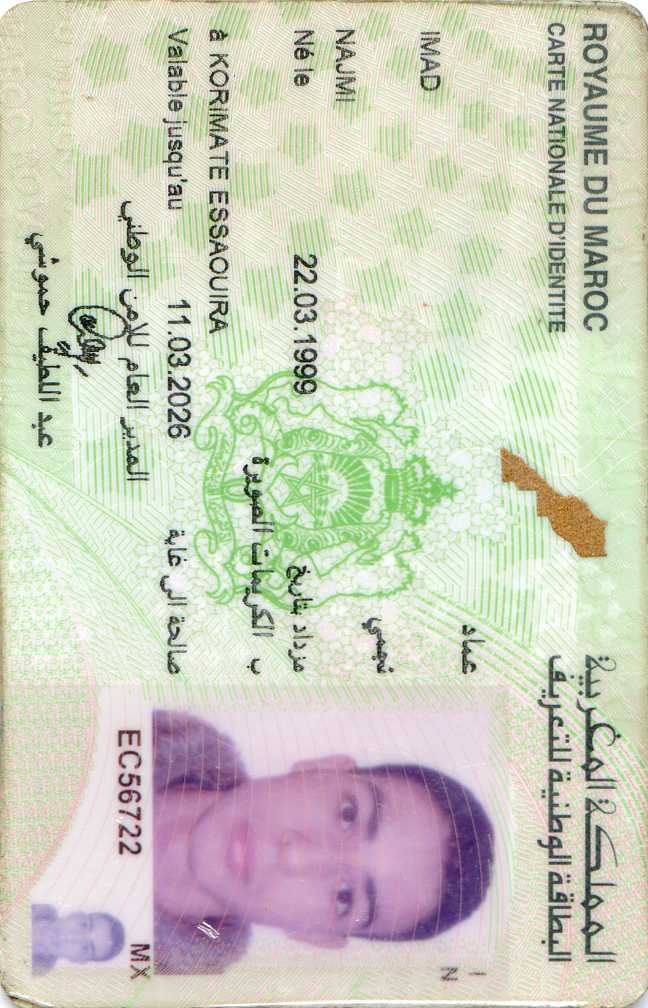 ROYAUME DU MAROC
المملكة المغربية
CARTE NATIONALE D'IDENTITE
البطاقة الوطنية للتعريف
عماد
IMAD
نجمي
NAJMI
Né le 22.03.1999 مزداد بتاريخ
ب الكريمات الصويرة
à KORIMATE ESSAOUIRA
Valable jusqu'au 11.03.2026 صالحة الى غاية
المدير العام للامن الوطني
عبد اللطيف حموشي
EC56722
MX